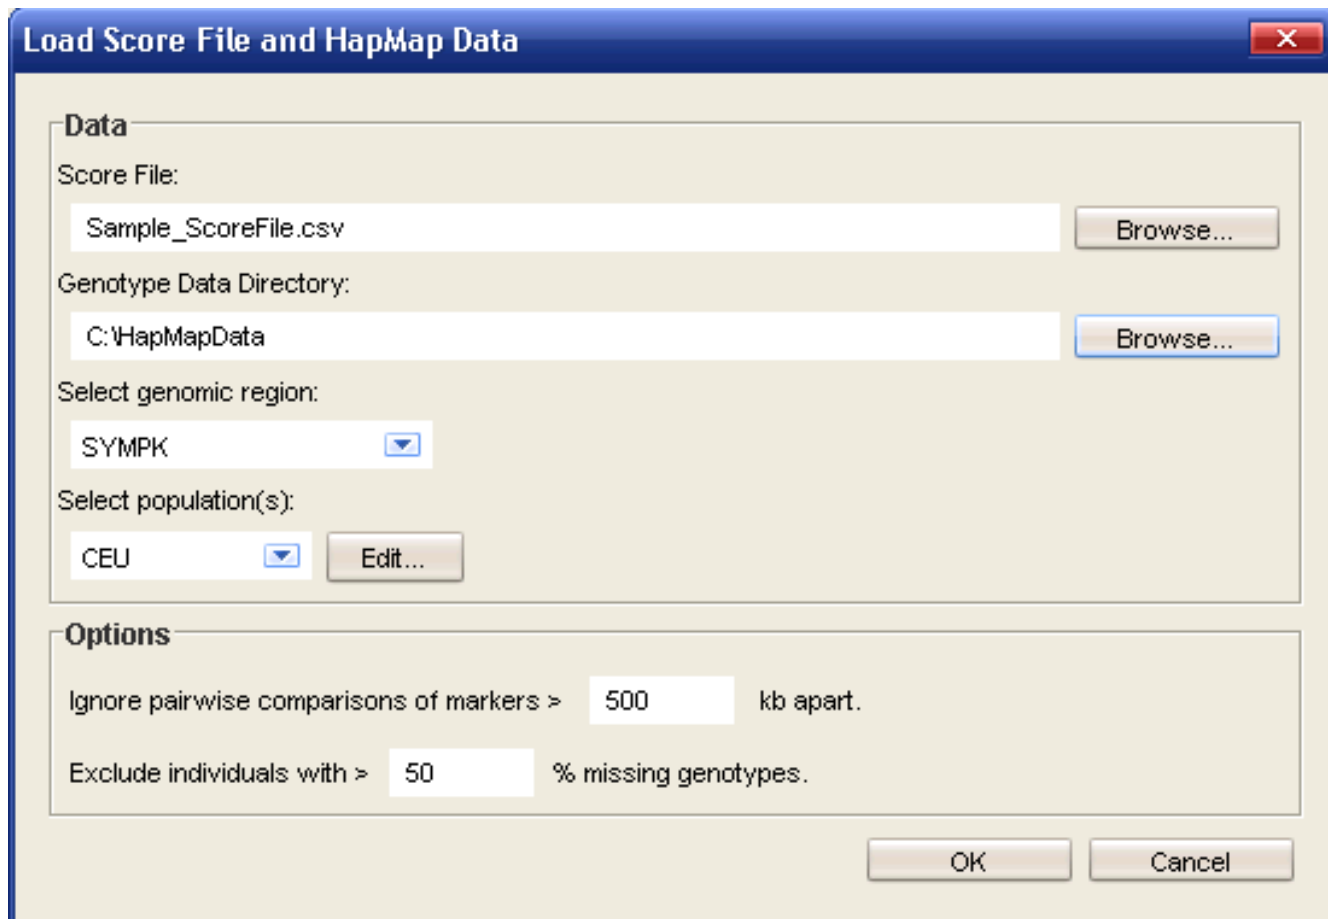 Load Score File and HapMap Data
Data
Score File:
Sample_ScoreFile.csv
Browse...
Genotype Data Directory:
C:\HapMapData
Browse...
Select genomic region:
SYMPK
Select population(s):
CEU
Edit...
Options
Ignore pairwise comparisons of markers > 500 kb apart.
Exclude individuals with > 50 % missing genotypes.
OK
Cancel